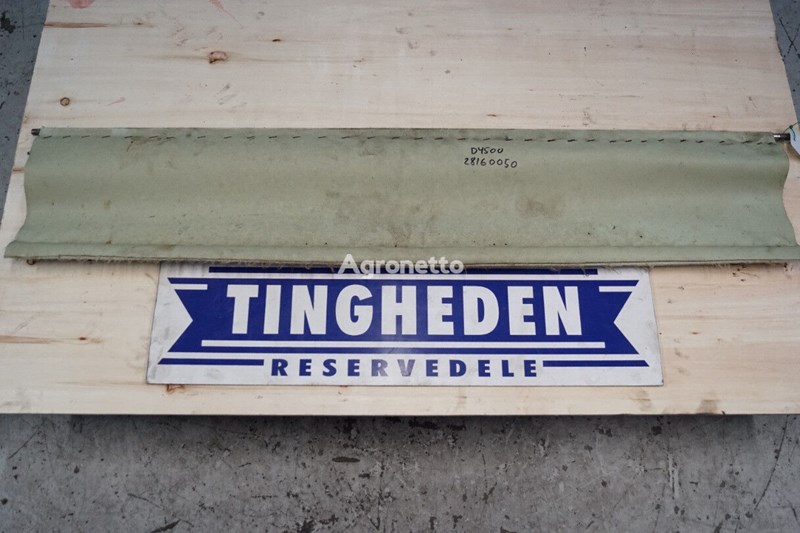 D4500
28160050
Agronetto
TINGHEDEN
RESERVEDELE